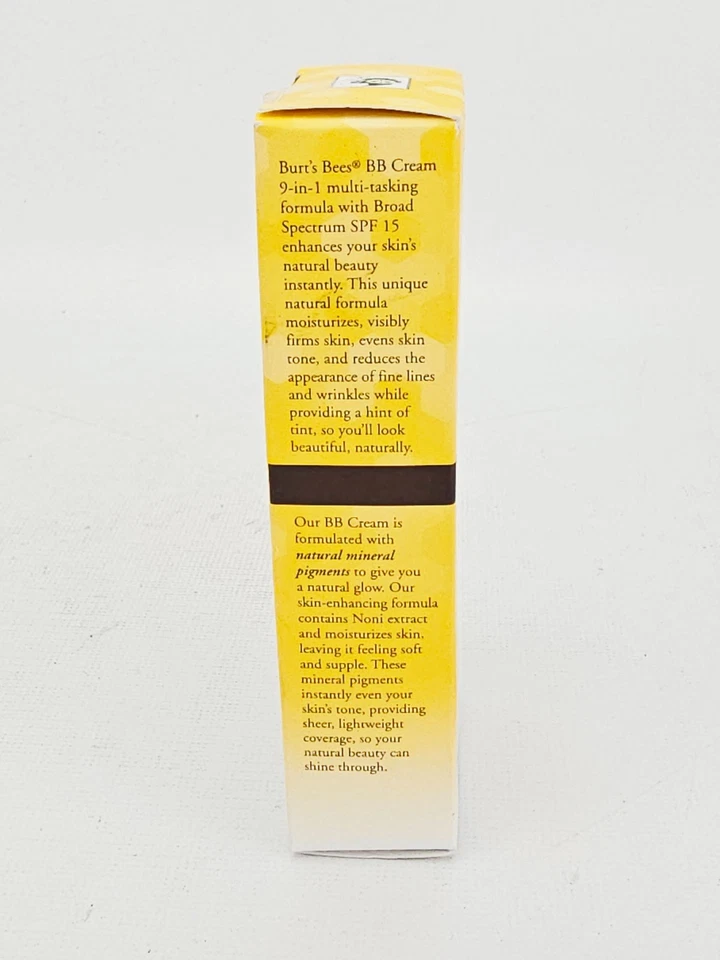 Burt's Bees® BB Cream
9-in-1 multi-tasking
formula with Broad
Spectrum SPF 15
enhances your skin's
natural beauty
instantly. This unique
natural formula
moisturizes, visibly
firms skin, evens skin
tone, and reduces the
appearance of fine lines
and wrinkles while
providing a hint of
tint, so you'll look
beautiful, naturally.
Our BB Cream is
formulated with
natural mineral
pigments to give you
a natural glow. Our
skin-enhancing formula
contains Noni extract
and moisturizes skin,
leaving it feeling soft
and supple. These
mineral pigments
instantly even your
skin's tone, providing
sheer, lightweight
coverage, so your
natural beauty can
shine through.